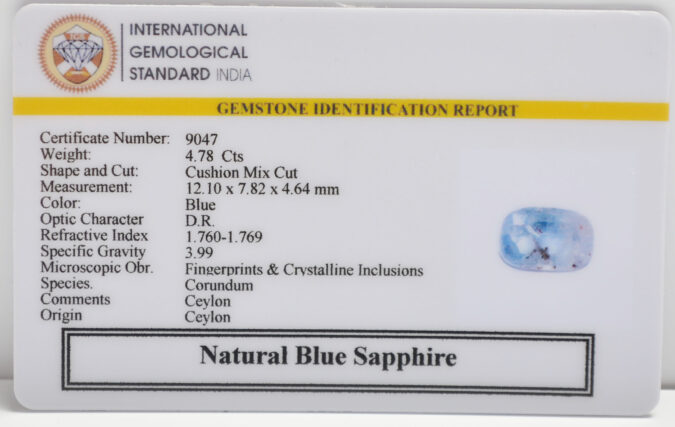 IGS
INTERNATIONAL
GEMOLOGICAL
STANDARD INDIA
GEMSTONE IDENTIFICATION REPORT
Certificate Number: 9047
Weight: 4.78 Cts
Shape and Cut: Cushion Mix Cut
Measurement: 12.10 x 7.82 x 4.64 mm
Color: Blue
Optic Character D.R.
Refractive Index 1.760-1.769
Specific Gravity 3.99
Microscopic Obr. Fingerprints & Crystalline Inclusions
Species. Corundum
Comments Ceylon
Origin Ceylon
Natural Blue Sapphire